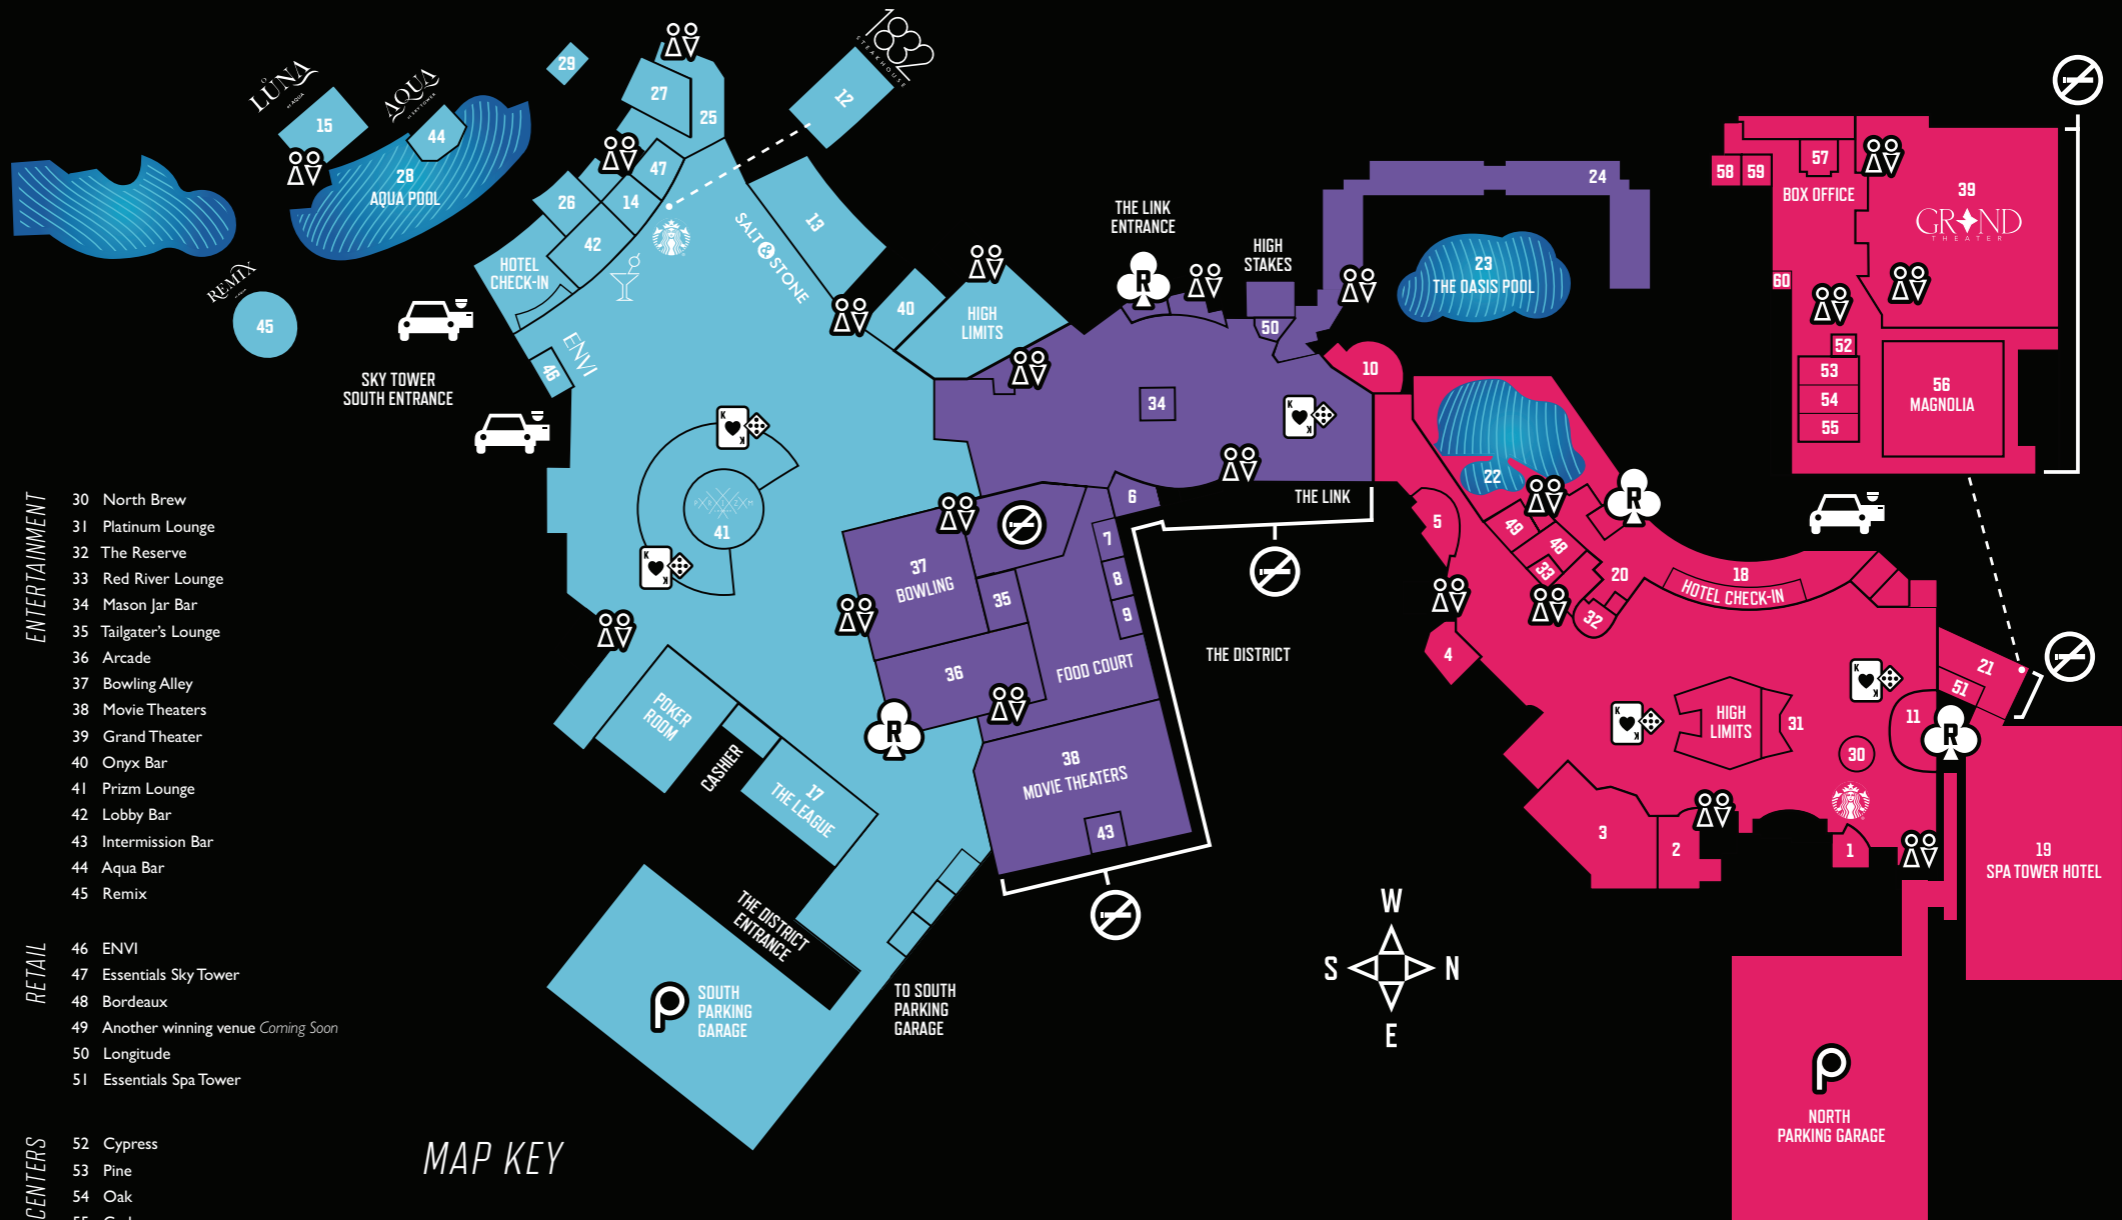 LUNA
AT AQUA
15
AQUA
AT SKY TOWER
44
28
AQUA POOL
29
27
25
1832
STEAKHOUSE
12
47
26
14
42
HOTEL
CHECK-IN
SALT & STONE
13
REMIX
45
ENVI
46
SKY TOWER
SOUTH ENTRANCE
40
HIGH
LIMITS
THE LINK
ENTRANCE
R
HIGH
STAKES
50
24
23
THE OASIS POOL
34
K
K
10
THE LINK
6
7
8
9
37
BOWLING
35
36
FOOD COURT
R
38
MOVIE THEATERS
43
THE DISTRICT
K
K
PRIZM
41
K
K
POKER
ROOM
CASHIER
17
THE LEAGUE
THE DISTRICT
ENTRANCE
SOUTH
PARKING
GARAGE
TO SOUTH
PARKING
GARAGE
58
59
57
BOX OFFICE
39
GRAND
THEATER
60
52
53
54
55
56
MAGNOLIA
22
R
5
49
48
33
20
32
18
HOTEL CHECK-IN
4
21
51
K
K
K
K
HIGH
LIMITS
31
11
R
30
3
2
1
19
SPA TOWER HOTEL
NORTH
PARKING GARAGE
W
S
N
E
ENTERTAINMENT
30 North Brew
31 Platinum Lounge
32 The Reserve
33 Red River Lounge
34 Mason Jar Bar
35 Tailgater's Lounge
36 Arcade
37 Bowling Alley
38 Movie Theaters
39 Grand Theater
40 Onyx Bar
41 Prizm Lounge
42 Lobby Bar
43 Intermission Bar
44 Aqua Bar
45 Remix
RETAIL
46 ENVI
47 Essentials Sky Tower
48 Bordeaux
49 Another winning venue Coming Soon
50 Longitude
51 Essentials Spa Tower
CENTERS
52 Cypress
53 Pine
54 Oak
55
MAP KEY